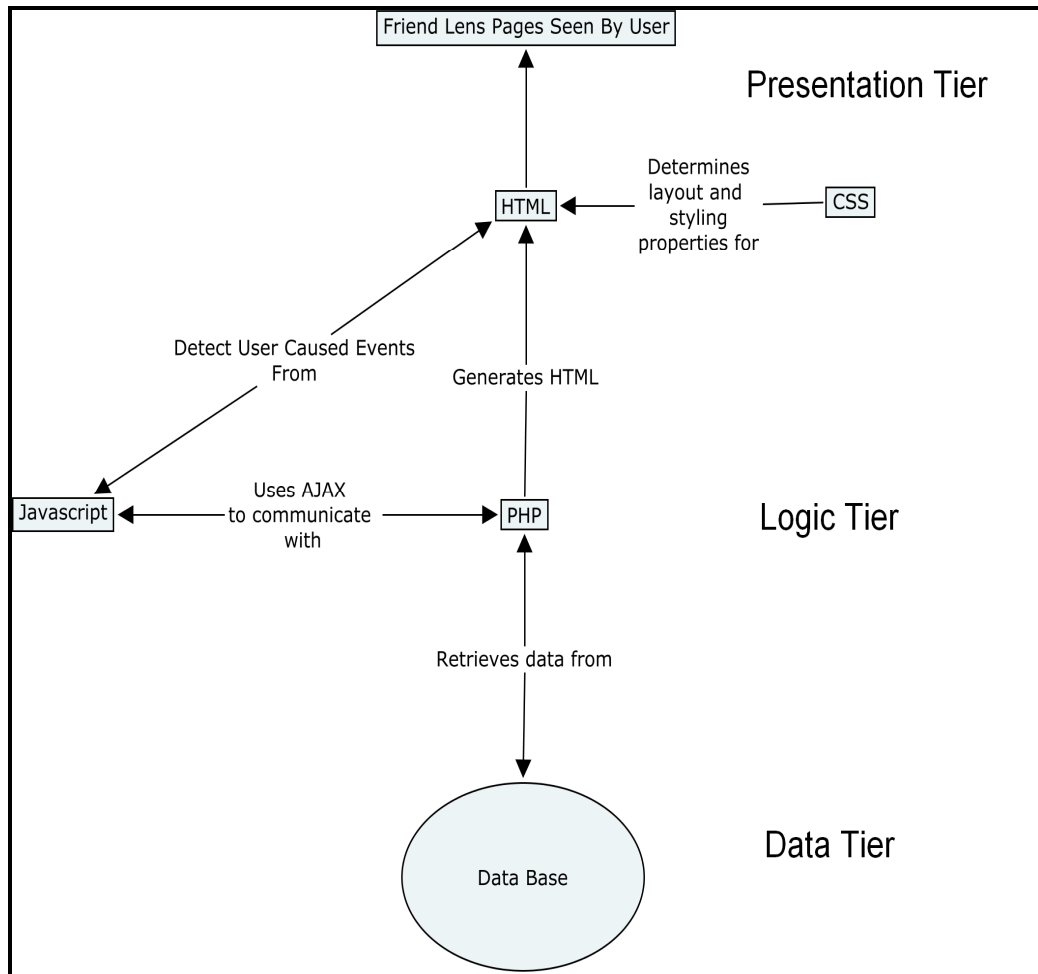 Friend Lens Pages Seen By User
Presentation Tier
Determines
layout and
styling
properties for
HTML
CSS
Detect User Caused Events
From
Generates HTML
Javascript
Uses AJAX
to communicate
with
PHP
Logic Tier
Retrieves data from
Data Tier
Data Base